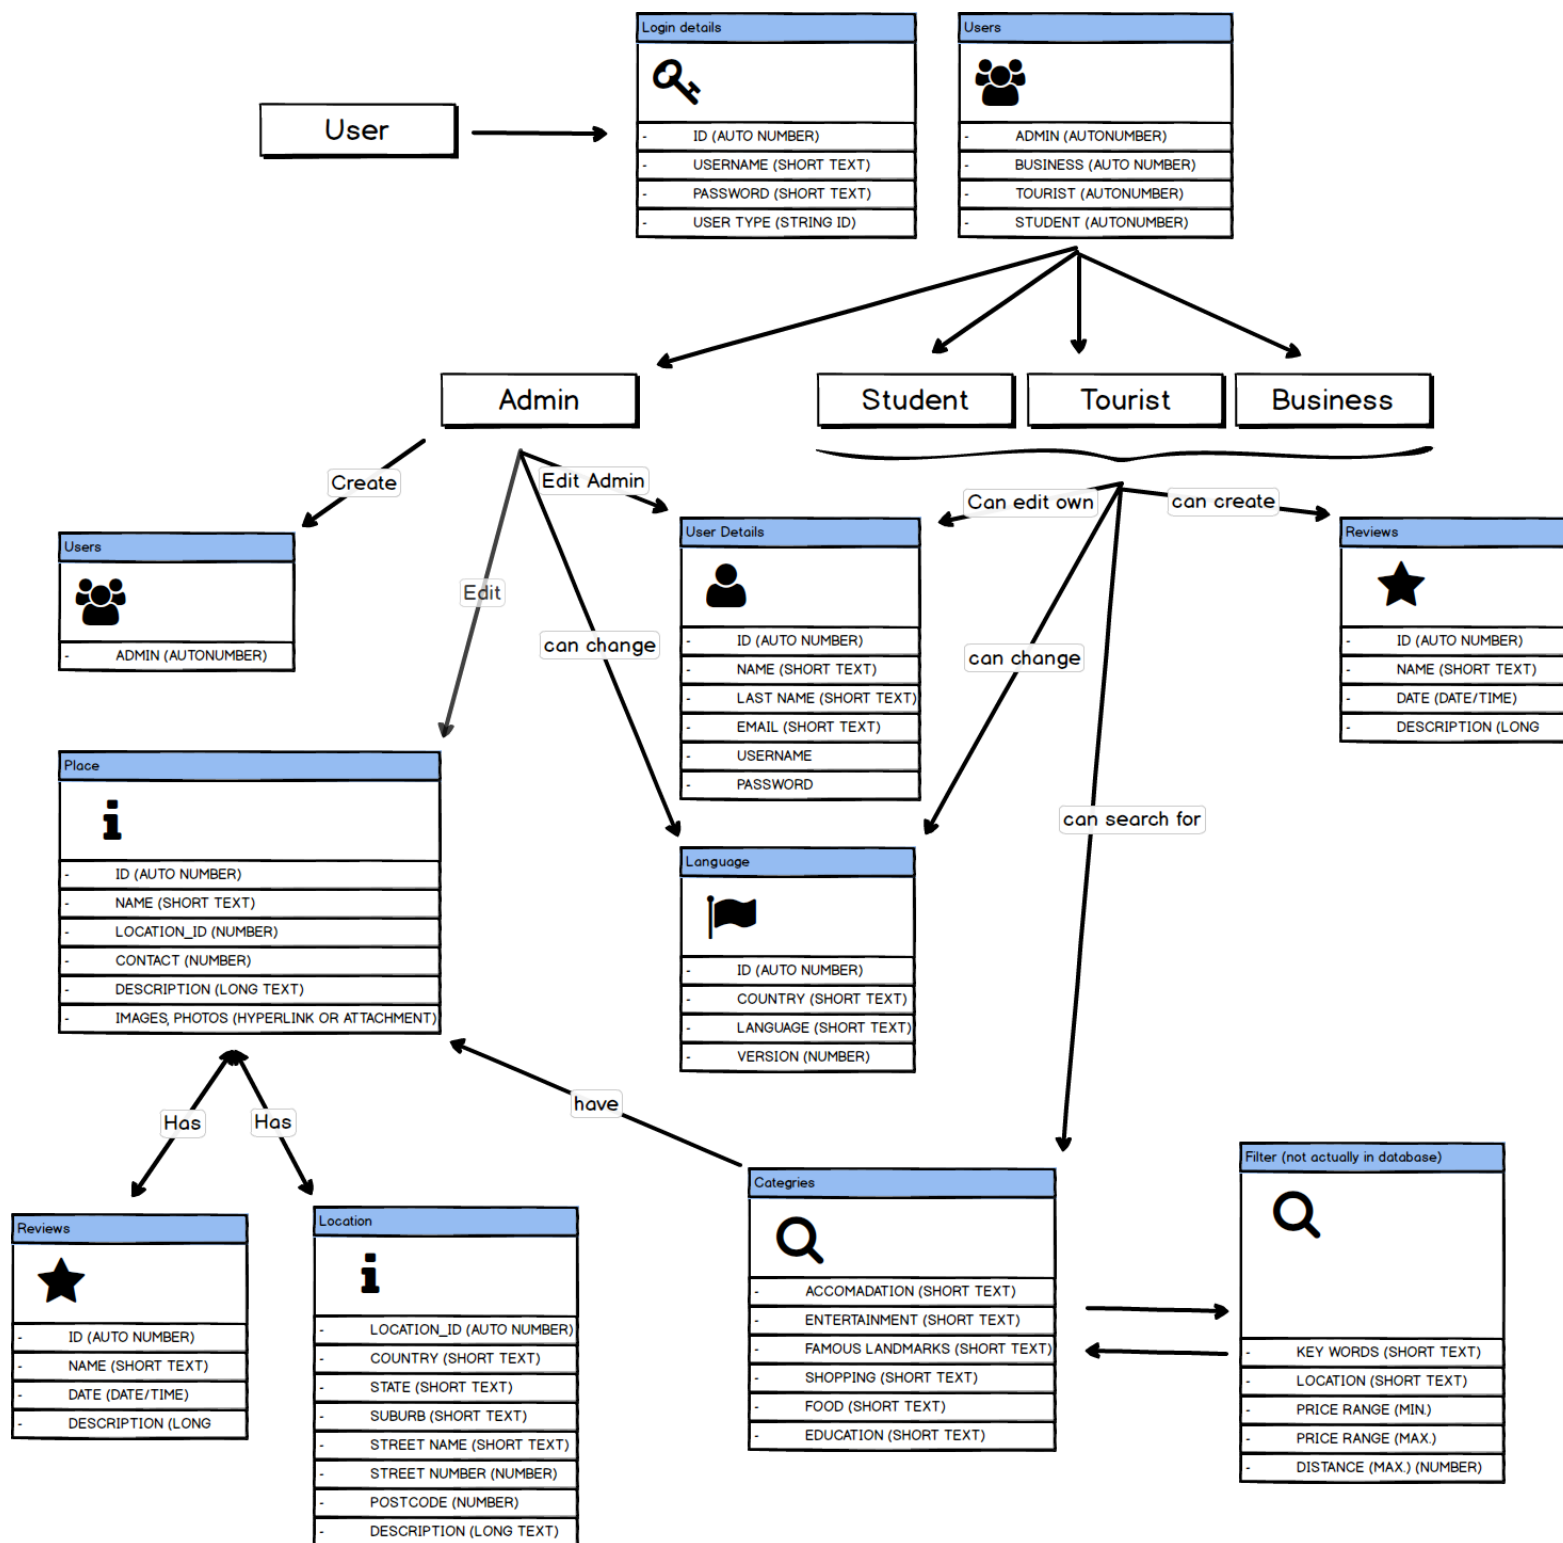 Login details
ID (AUTO NUMBER)
USERNAME (SHORT TEXT)
PASSWORD (SHORT TEXT)
USER TYPE (STRING ID)
Users
ADMIN (AUTONUMBER)
BUSINESS (AUTO NUMBER)
TOURIST (AUTONUMBER)
STUDENT (AUTONUMBER)
User
Admin
Student
Tourist
Business
Create
Edit Admin
Can edit own
can create
Edit
can change
can change
can search for
Users
ADMIN (AUTONUMBER)
User Details
ID (AUTO NUMBER)
NAME (SHORT TEXT)
LAST NAME (SHORT TEXT)
EMAIL (SHORT TEXT)
USERNAME
PASSWORD
Reviews
ID (AUTO NUMBER)
NAME (SHORT TEXT)
DATE (DATE/TIME)
DESCRIPTION (LONG
Place
ID (AUTO NUMBER)
NAME (SHORT TEXT)
LOCATION_ID (NUMBER)
CONTACT (NUMBER)
DESCRIPTION (LONG TEXT)
IMAGES, PHOTOS (HYPERLINK OR ATTACHMENT)
Language
ID (AUTO NUMBER)
COUNTRY (SHORT TEXT)
LANGUAGE (SHORT TEXT)
VERSION (NUMBER)
Has
Has
have
Reviews
ID (AUTO NUMBER)
NAME (SHORT TEXT)
DATE (DATE/TIME)
DESCRIPTION (LONG
Location
LOCATION_ID (AUTO NUMBER)
COUNTRY (SHORT TEXT)
STATE (SHORT TEXT)
SUBURB (SHORT TEXT)
STREET NAME (SHORT TEXT)
STREET NUMBER (NUMBER)
POSTCODE (NUMBER)
DESCRIPTION (LONG TEXT)
Categries
ACCOMADATION (SHORT TEXT)
ENTERTAINMENT (SHORT TEXT)
FAMOUS LANDMARKS (SHORT TEXT)
SHOPPING (SHORT TEXT)
FOOD (SHORT TEXT)
EDUCATION (SHORT TEXT)
Filter (not actually in database)
KEY WORDS (SHORT TEXT)
LOCATION (SHORT TEXT)
PRICE RANGE (MIN.)
PRICE RANGE (MAX.)
DISTANCE (MAX.) (NUMBER)